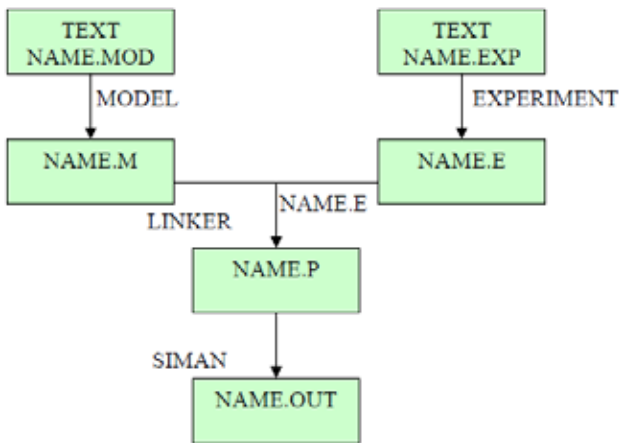 TEXT
NAME.MOD
TEXT
NAME.EXP
MODEL
EXPERIMENT
NAME.M
NAME.E
LINKER
NAME.E
NAME.P
SIMAN
NAME.OUT